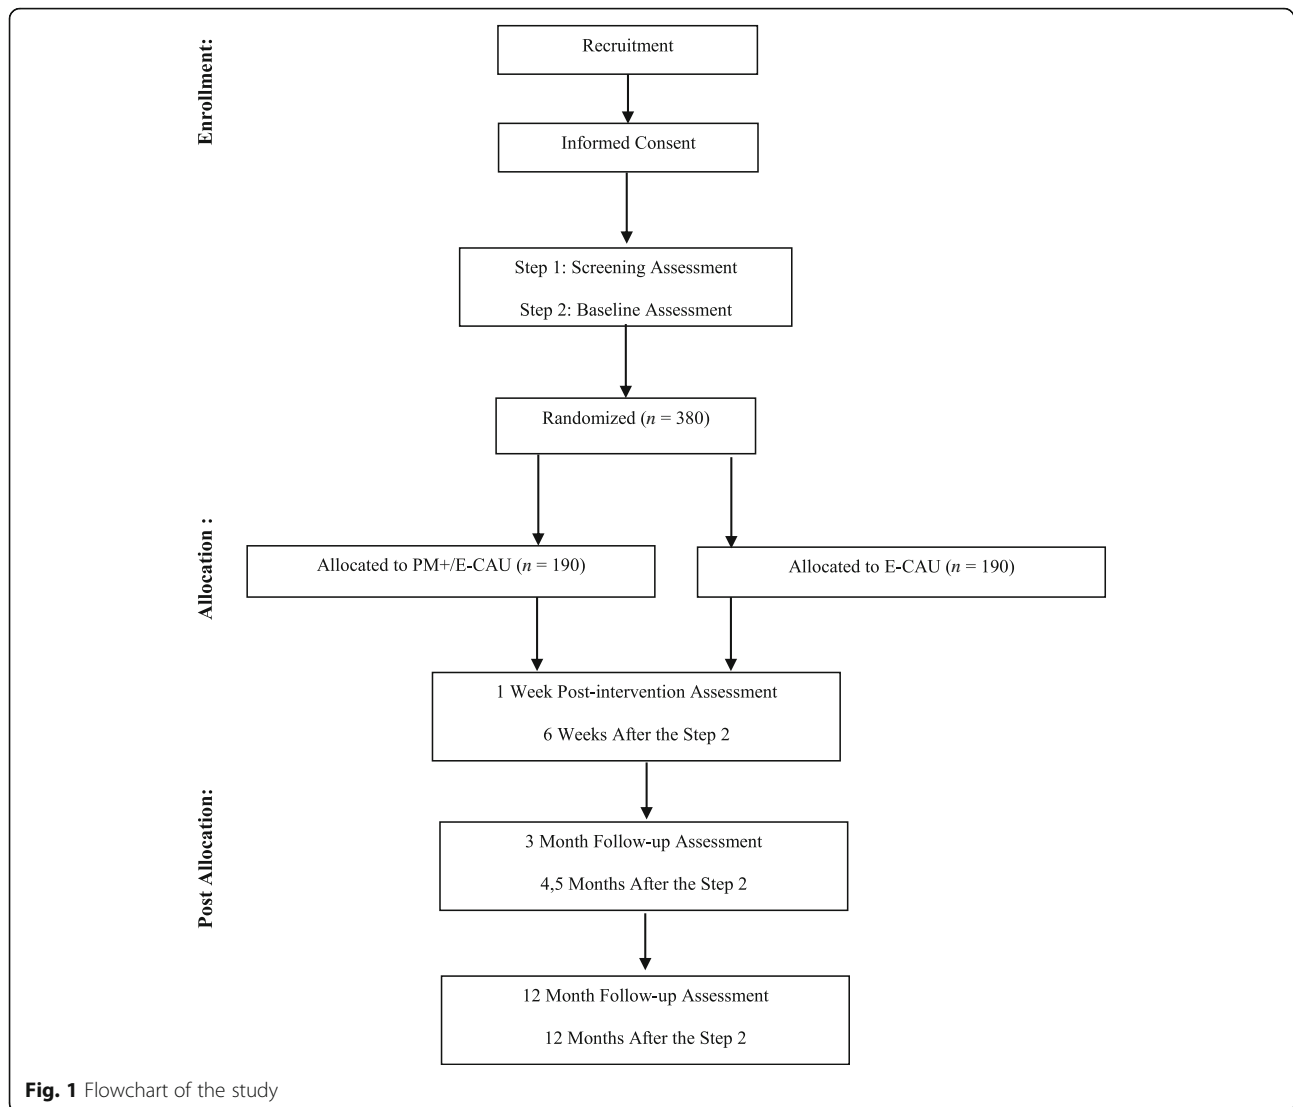 Enrollment:
Recruitment
Informed Consent
Step 1: Screening Assessment
Step 2: Baseline Assessment
Randomized (n = 380)
Allocation :
Allocated to PM+/E-CAU (n = 190)
Allocated to E-CAU (n = 190)
Post Allocation:
1 Week Post-intervention Assessment
6 Weeks After the Step 2
3 Month Follow-up Assessment
4,5 Months After the Step 2
12 Month Follow-up Assessment
12 Months After the Step 2
Fig. 1 Flowchart of the study